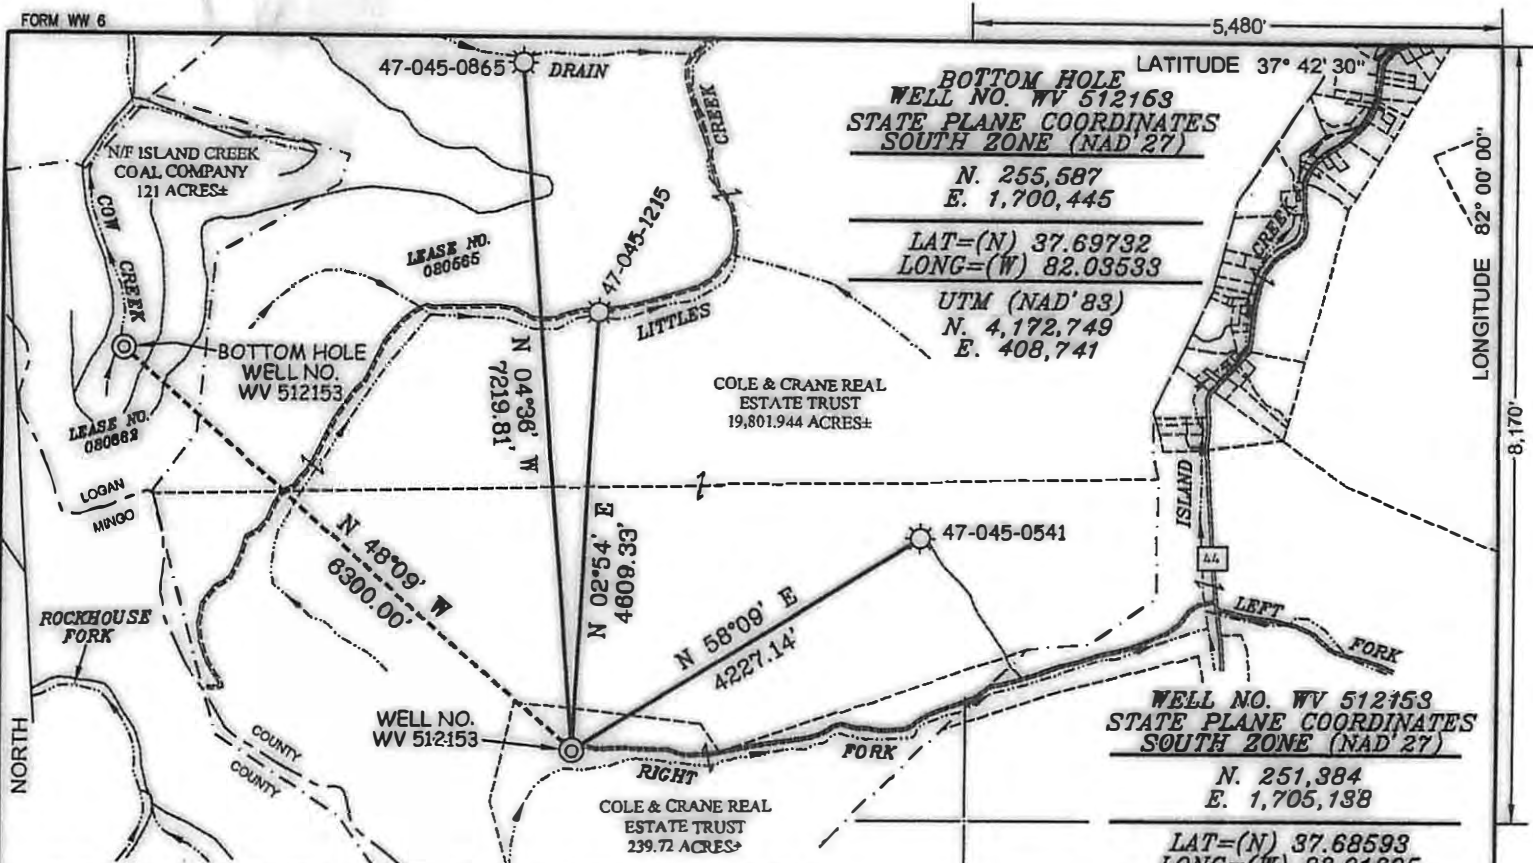 FORM WW 6
5,480'
LATITUDE 37° 42' 30"
47-045-0865
DRAIN
CREEK
BOTTOM HOLE
WELL NO. WV 512153
STATE PLANE COORDINATES
SOUTH ZONE (NAD'27)
N. 255,587
E. 1,700,445
LAT=(N) 37.69732
LONG=(W) 82.03533
UTM (NAD'83)
N. 4,172,749
E. 408,741
N/F ISLAND CREEK
COAL COMPANY
121 ACRES±
COW CREEK
LEASE NO.
080565
47-045-1215
LITTLES
CREEK
LONGITUDE 82° 00' 00"
8,170'
BOTTOM HOLE
WELL NO.
WV 512153
LEASE NO.
080662
N 04°36' W
7219.81'
COLE & CRANE REAL
ESTATE TRUST
19,801.944 ACRES±
LOGAN
MINGO
ISLAND
N 48°09' W
6300.00'
N 02°54' E
4609.33'
47-045-0541
44
N 58°09' E
4227.14'
LEFT
FORK
ROCKHOUSE
FORK
WELL NO.
WV 512153
COUNTY
COUNTY
NORTH
RIGHT
FORK
COLE & CRANE REAL
ESTATE TRUST
239.72 ACRES±
WELL NO. WV 512153
STATE PLANE COORDINATES
SOUTH ZONE (NAD'27)
N. 251,384
E. 1,705,138
LAT=(N) 37.68593